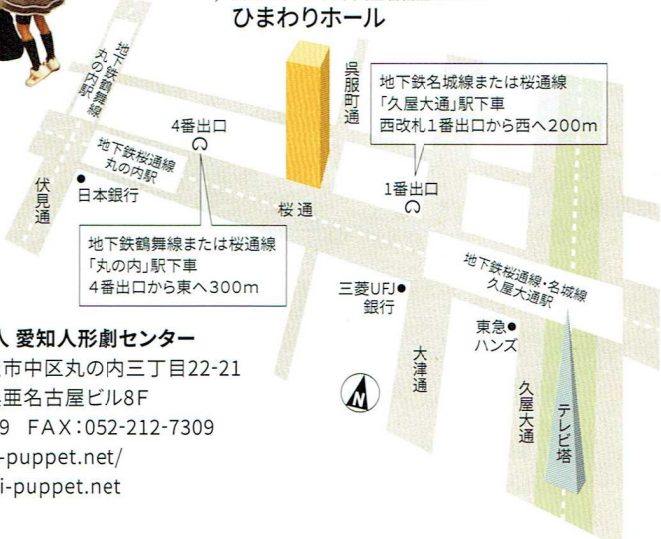 ひまわりホール
地下鉄鶴舞線
丸の内駅
呉服町通
地下鉄名城線または桜通線
「久屋大通」駅下車
西改札1番出口から西へ200m
4番出口
地下鉄桜通線
丸の内駅
伏見通
日本銀行
桜通
1番出口
地下鉄鶴舞線または桜通線
「丸の内」駅下車
4番出口から東へ300m
地下鉄桜通線・名城線
久屋大通駅
三菱UFJ
銀行
東急
ハンズ
大津通
久屋大通
テレビ塔
N
人 愛知人形劇センター
市中区丸の内三丁目22-21
亜名古屋ビル8F
9 FAX:052-212-7309
-puppet.net/
i-puppet.net